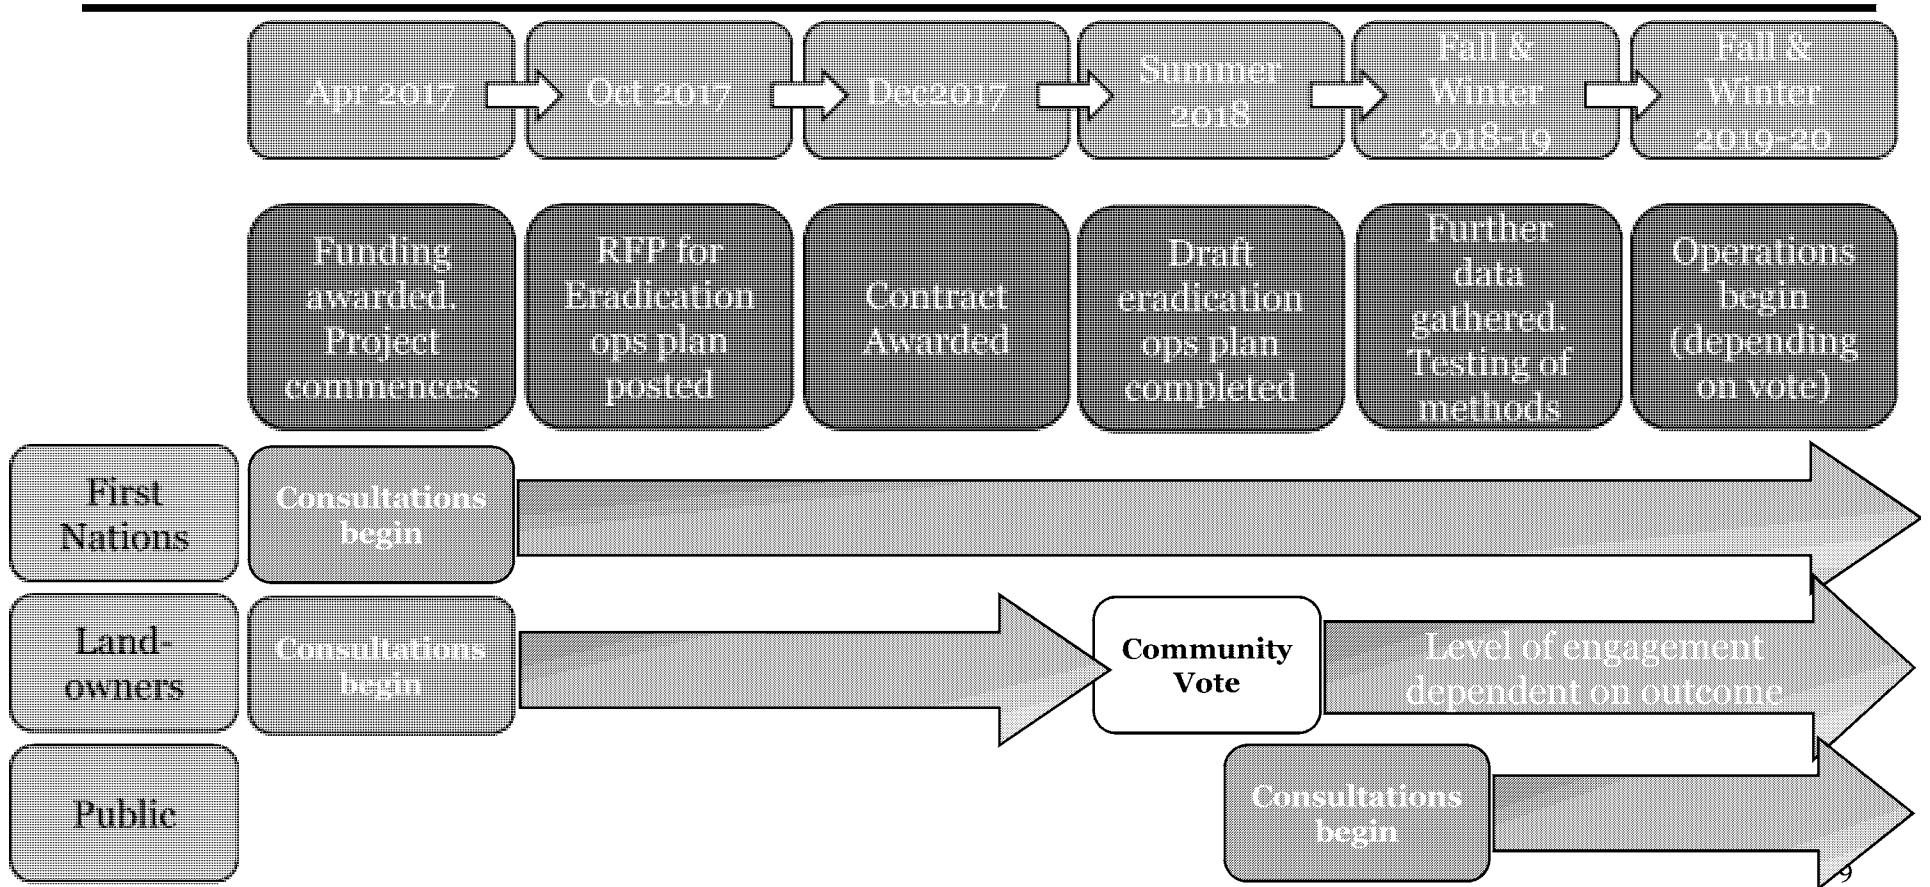 Apr 2017
Oct 2017
Dec2017
Summer
2018
Fall &
Winter
2018-19
Fall &
Winter
2019-20
Funding
awarded.
Project
commences
RFP for
Eradication
ops plan
posted
Contract
Awarded
Draft
eradication
ops plan
completed
Further
data
gathered.
Testing of
methods
Operations
begin
(depending
on vote)
First
Nations
Consultations
begin
Land-
owners
Consultations
begin
Community
Vote
Level of engagement
dependent on outcome
Public
Consultations
begin
9